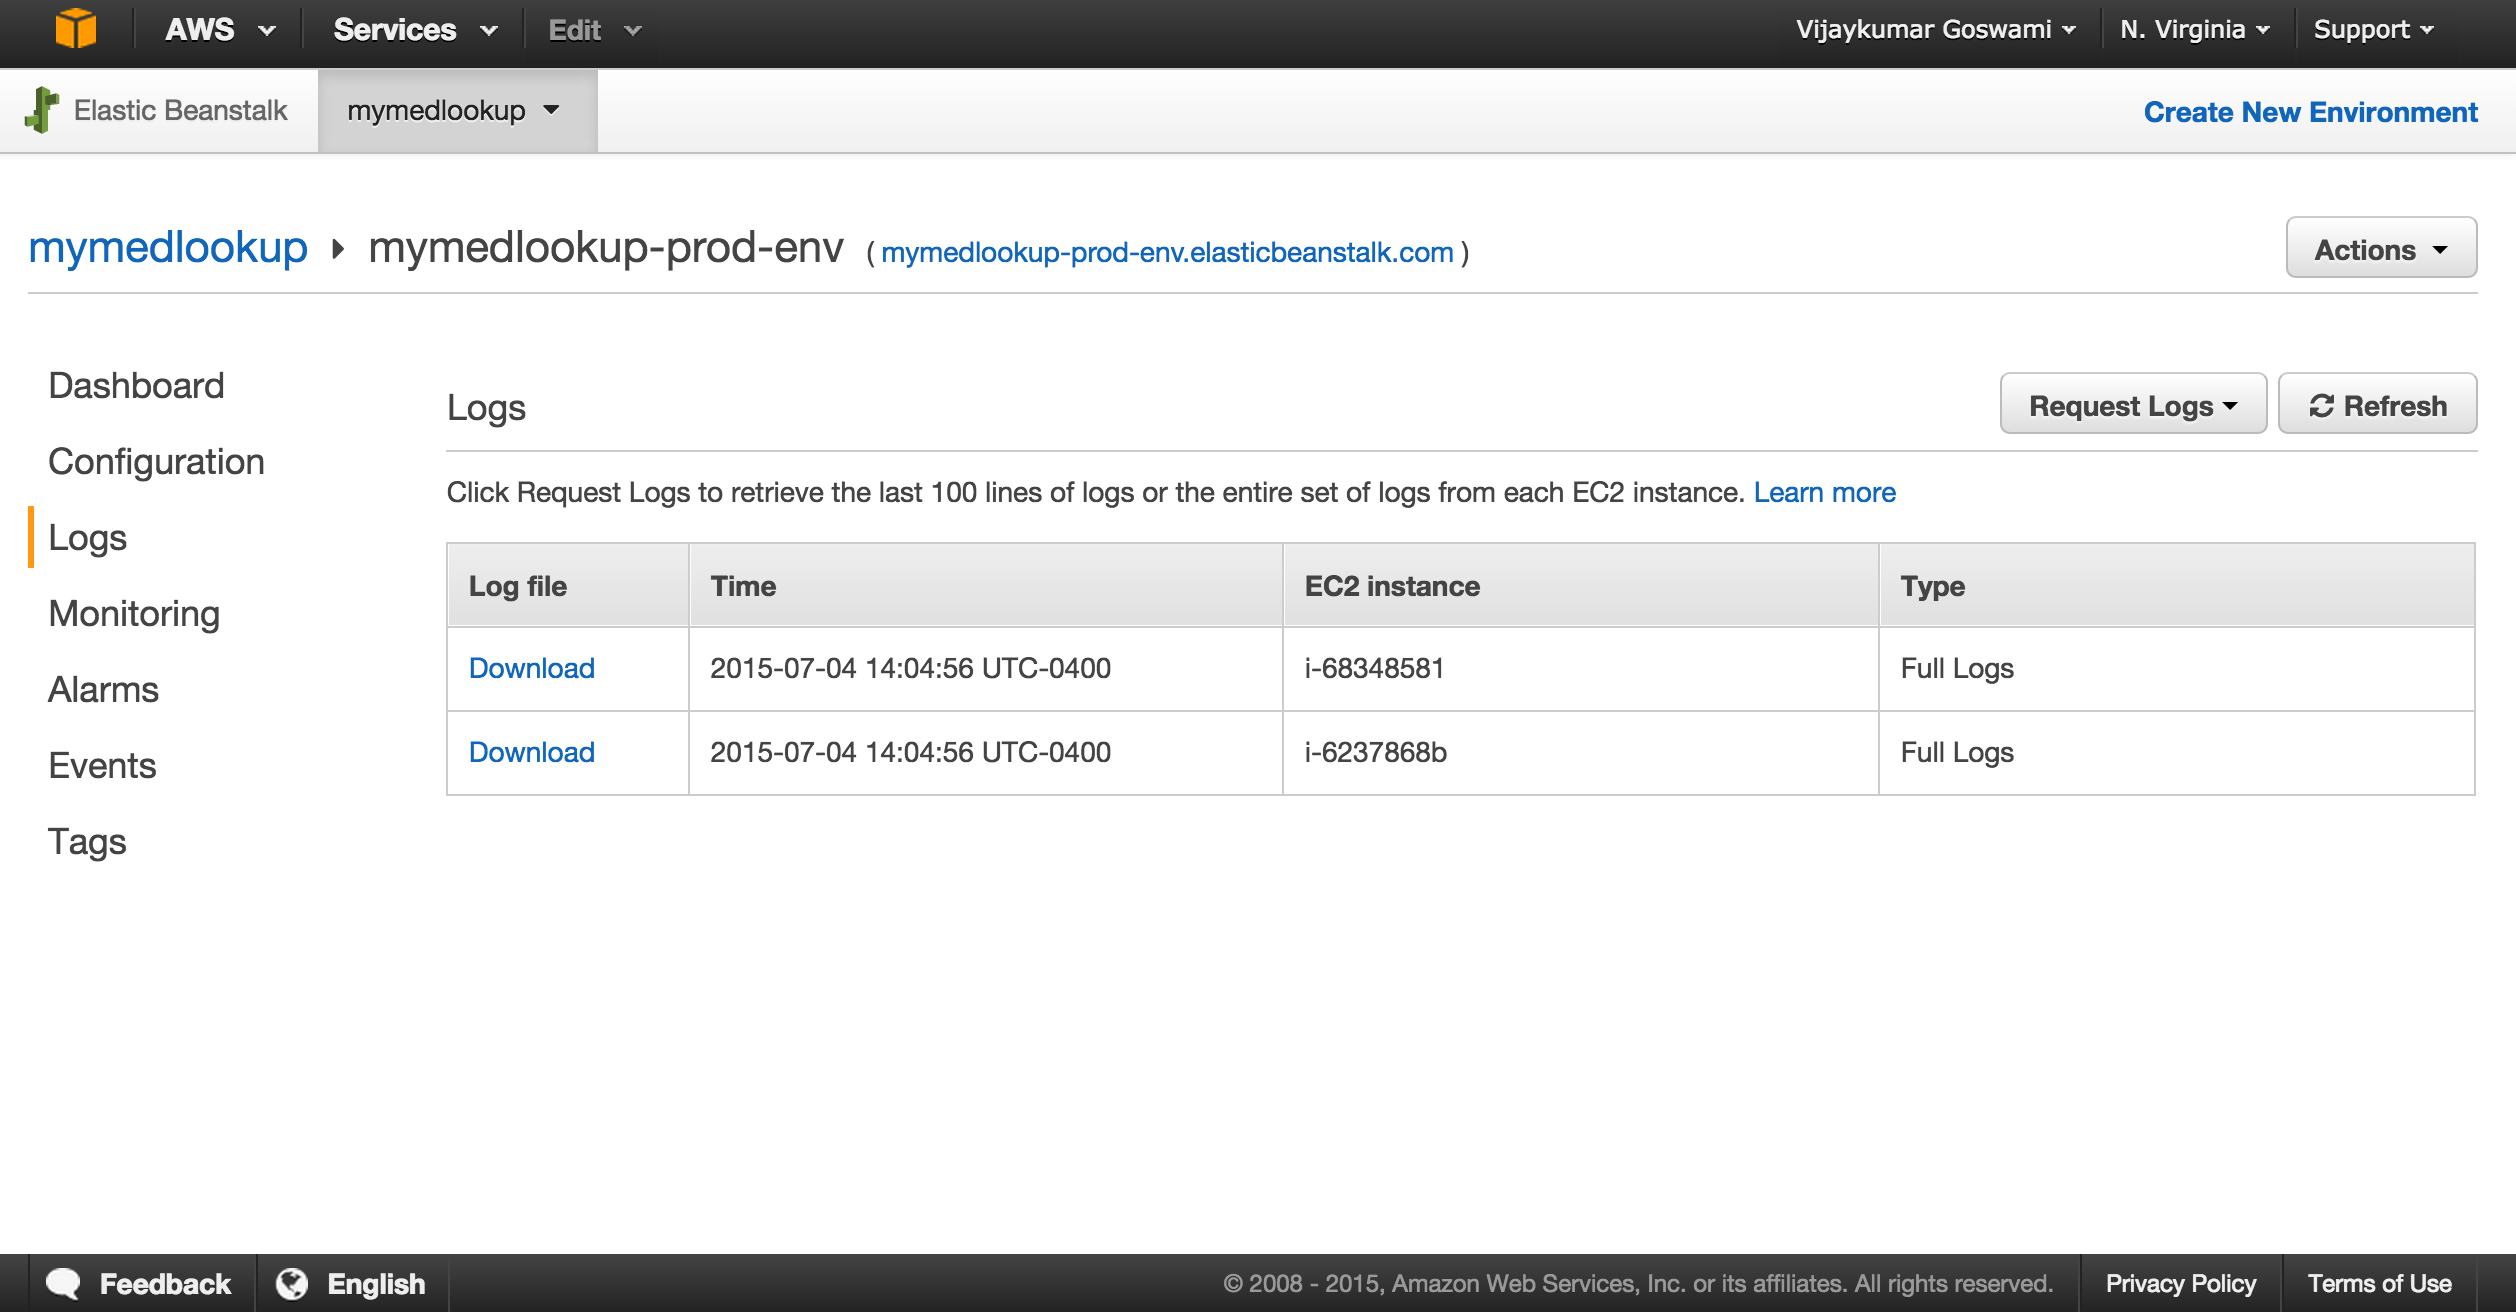 AWS Services Edit Vijaykumar Goswami N. Virginia Support
Elastic Beanstalk mymedlookup Create New Environment
mymedlookup mymedlookup-prod-env ( mymedlookup-prod-env.elasticbeanstalk.com ) Actions
Dashboard
Configuration
Logs
Monitoring
Alarms
Events
Tags
Logs Request Logs Refresh
Click Request Logs to retrieve the last 100 lines of logs or the entire set of logs from each EC2 instance. Learn more
Log file Time EC2 instance Type
Download 2015-07-04 14:04:56 UTC-0400 i-68348581 Full Logs
Download 2015-07-04 14:04:56 UTC-0400 i-6237868b Full Logs
Feedback English © 2008 - 2015, Amazon Web Services, Inc. or its affiliates. All rights reserved. Privacy Policy Terms of Use